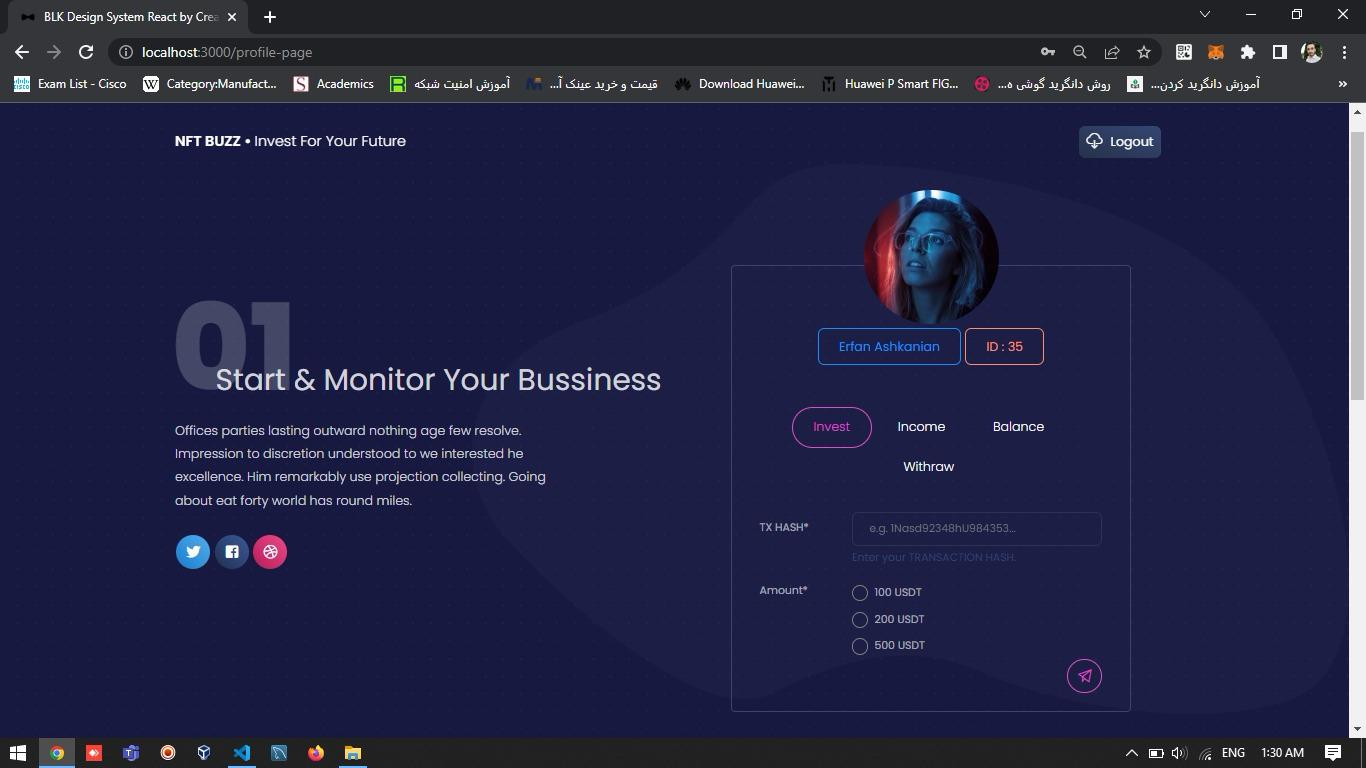 BLK Design System React by Crea
localhost:3000/profile-page
Exam List - Cisco
Category:Manufact...
Academics
آموزش امنیت شبکه
قیمت و خرید عینک آ...
Download Huawei...
Huawei P Smart FIG...
روش دانگرید گوشی ه...
آموزش دانگرید کردن...
»
NFT BUZZ • Invest For Your Future
Logout
01
Start & Monitor Your Bussiness
Offices parties lasting outward nothing age few resolve.
Impression to discretion understood to we interested he
excellence. Him remarkably use projection collecting. Going
about eat forty world has round miles.
Erfan Ashkanian
ID : 35
Invest
Income
Balance
Withraw
TX HASH*
e.g. 1Nasd92348hU984353...
Enter your TRANSACTION HASH.
Amount*
100 USDT
200 USDT
500 USDT
ENG
1:30 AM